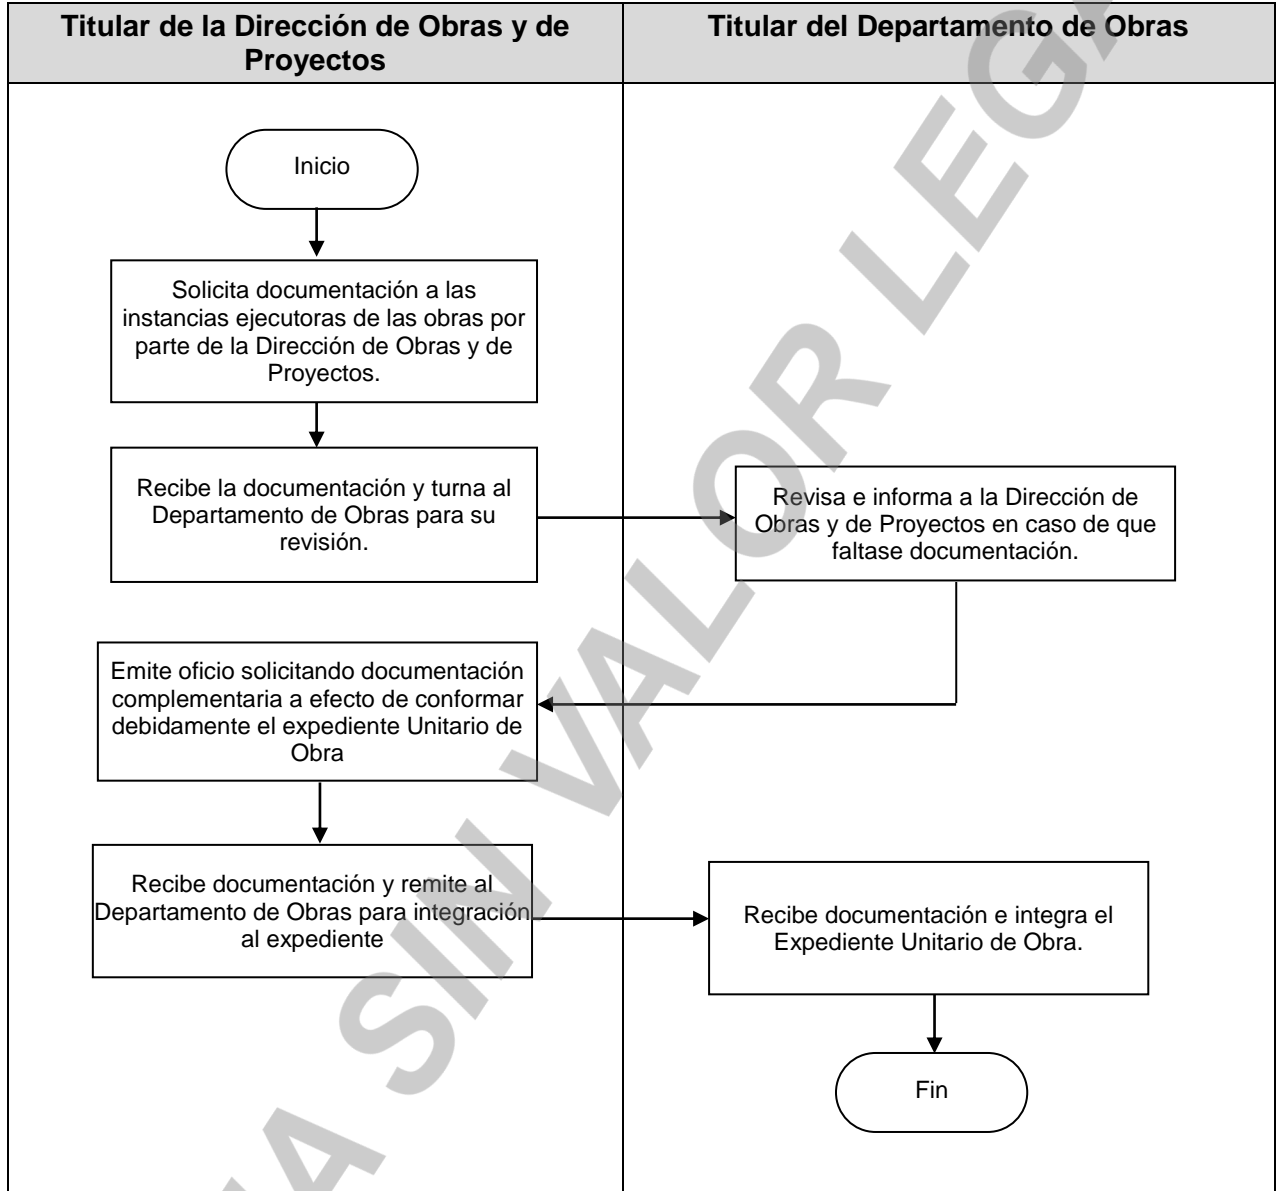 Titular de la Dirección de Obras y de
Proyectos
Titular del Departamento de Obras
Inicio
Solicita documentación a las
instancias ejecutoras de las obras por
parte de la Dirección de Obras y de
Proyectos.
Recibe la documentación y turna al
Departamento de Obras para su
revisión.
Revisa e informa a la Dirección de
Obras y de Proyectos en caso de que
faltase documentación.
Emite oficio solicitando documentación
complementaria a efecto de conformar
debidamente el expediente Unitario de
Obra
Recibe documentación y remite al
Departamento de Obras para integración
al expediente
Recibe documentación e integra el
Expediente Unitario de Obra.
Fin
SIN VALOR